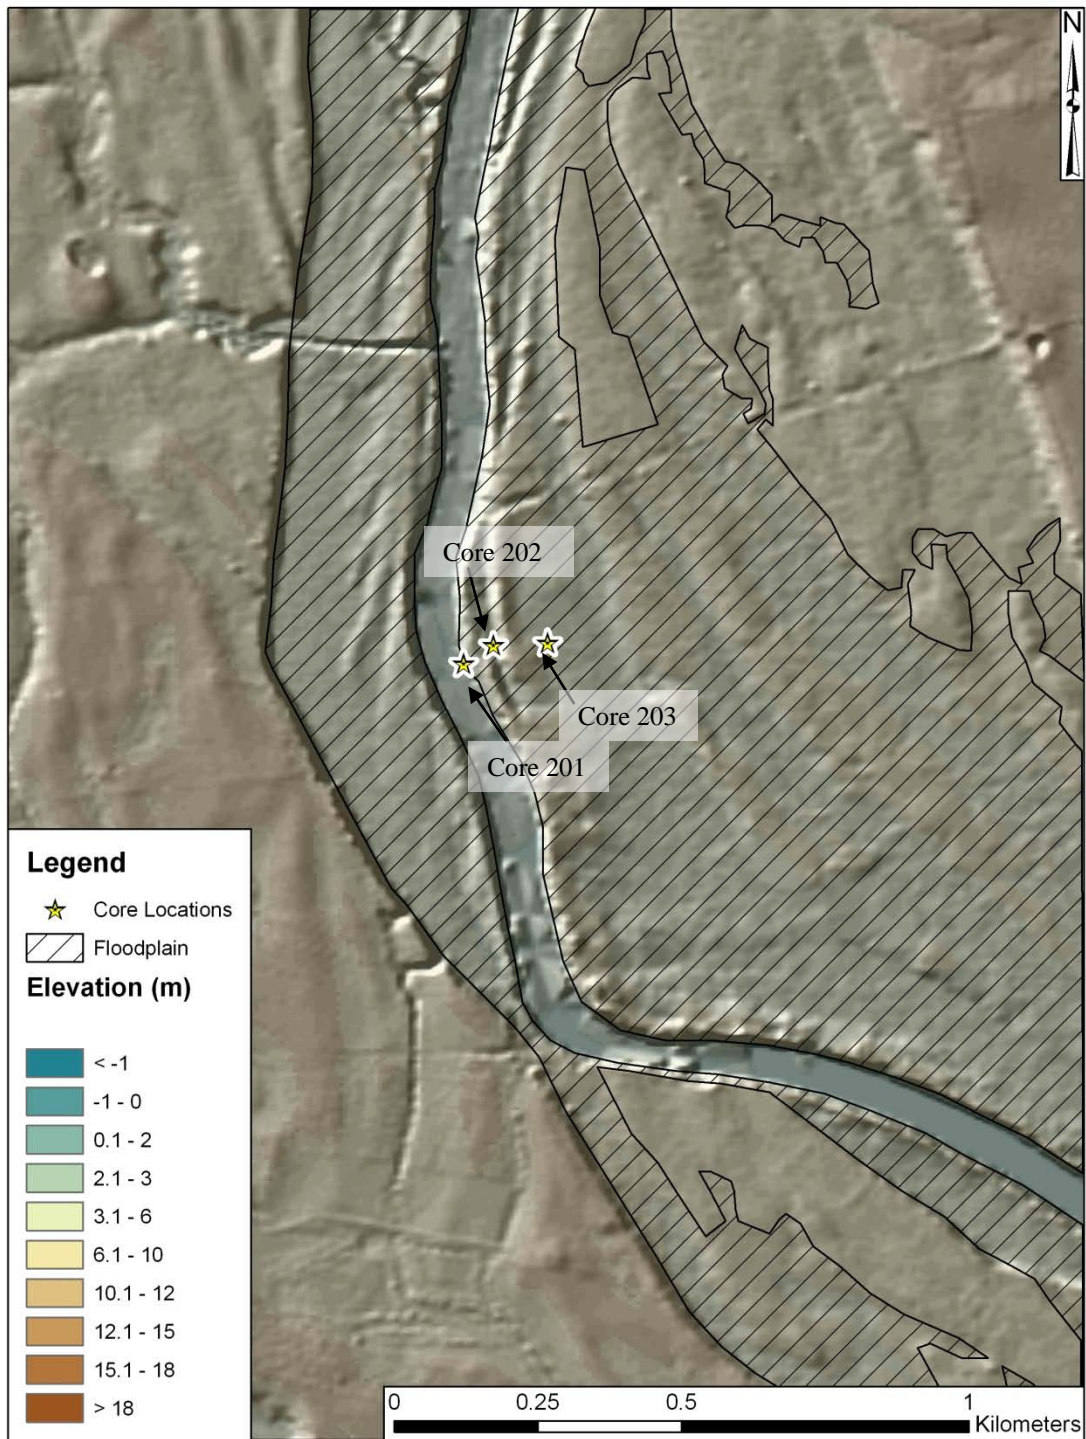 N
Core 202
Core 203
Core 201
Legend
Core Locations
Floodplain
Elevation (m)
< -1
-1 - 0
0.1 - 2
2.1 - 3
3.1 - 6
6.1 - 10
10.1 - 12
12.1 - 15
15.1 - 18
> 18
0 0.25 0.5 1
Kilometers